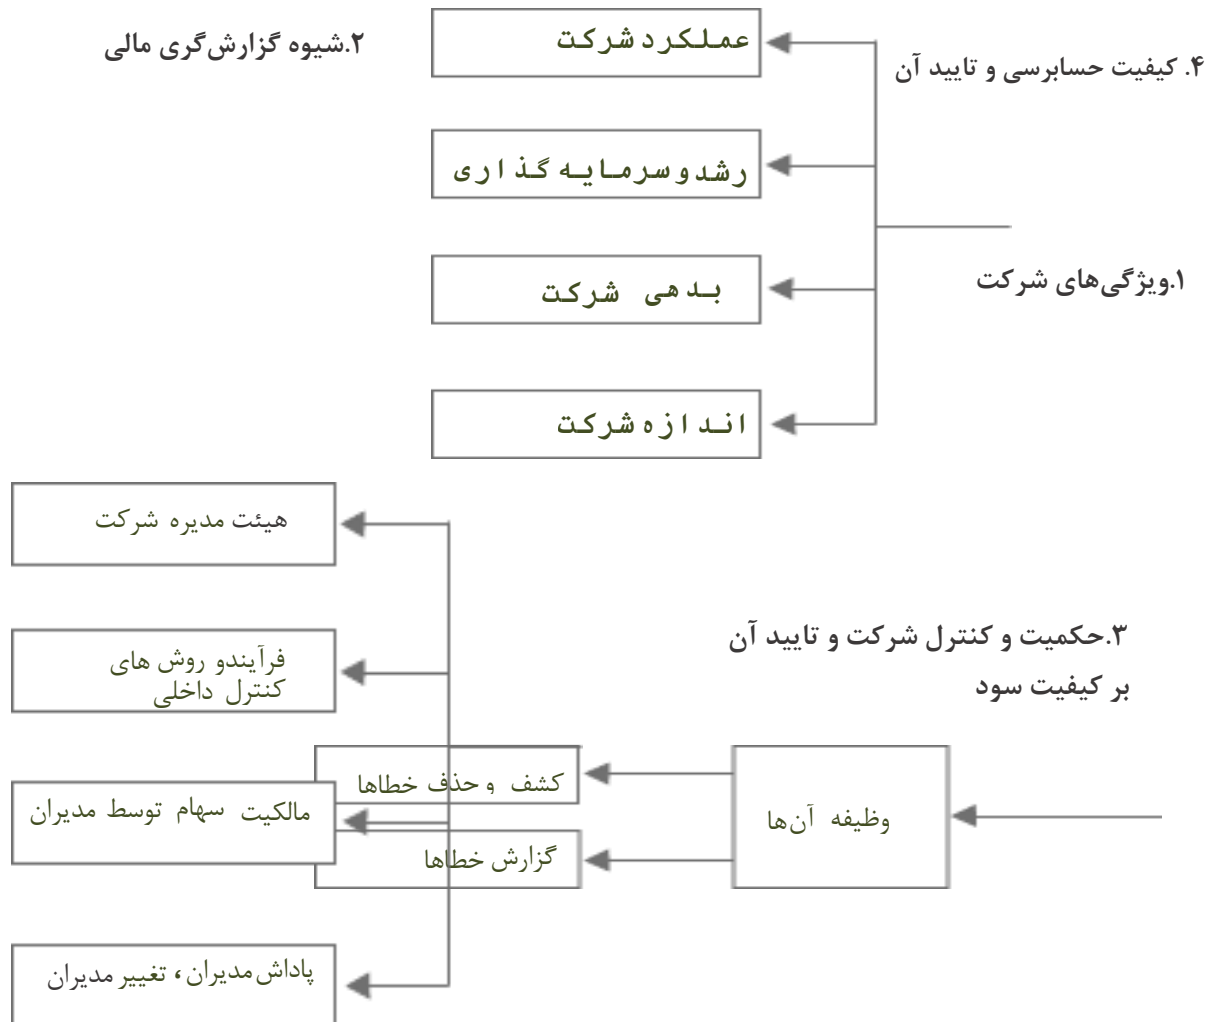 عملکرد شرکت
۲.شیوه گزارش‌گری مالی
۴. کیفیت حسابرسی و تایید آن
رشد و سرمایه گذاری
۱.ویژگی‌های شرکت
بدهی شرکت
اندازه شرکت
هیئت مدیره شرکت
۳.حکمیت و کنترل شرکت و تایید آن
بر کیفیت سود
فرآیندو روش های
کنترل داخلی
کشف و حذف خطاها
مالکیت سهام توسط مدیران
وظیفه آن‌ها
گزارش خطاها
پاداش مدیران، تغییر مدیران